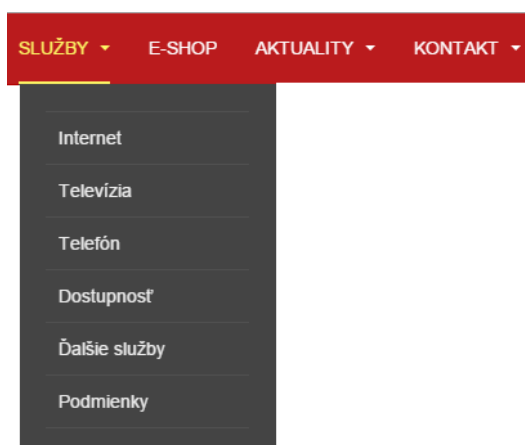 SLUŽBY E-SHOP AKTUALITY KONTAKT
Internet
Televízia
Telefón
Dostupnosť
Ďalšie služby
Podmienky